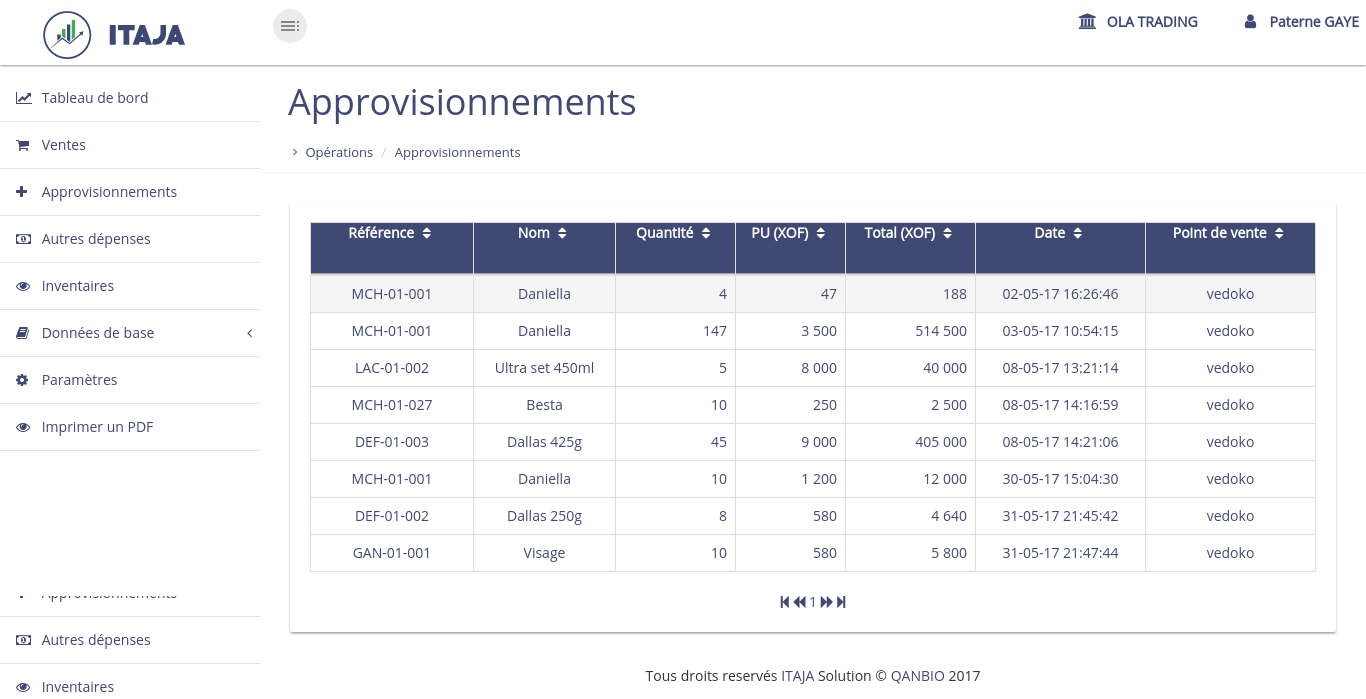 ITAJA
OLA TRADING
Paterne GAYE
Tableau de bord
Ventes
Approvisionnements
Autres dépenses
Inventaires
Données de base
Paramètres
Imprimer un PDF
Approvisionnements
Autres dépenses
Inventaires
Approvisionnements
Opérations / Approvisionnements
Référence Nom Quantité PU (XOF) Total (XOF) Date Point de vente
MCH-01-001 Daniella 4 47 188 02-05-17 16:26:46 vedoko
MCH-01-001 Daniella 147 3 500 514 500 03-05-17 10:54:15 vedoko
LAC-01-002 Ultra set 450ml 5 8 000 40 000 08-05-17 13:21:14 vedoko
MCH-01-027 Besta 10 250 2 500 08-05-17 14:16:59 vedoko
DEF-01-003 Dallas 425g 45 9 000 405 000 08-05-17 14:21:06 vedoko
MCH-01-001 Daniella 10 1 200 12 000 30-05-17 15:04:30 vedoko
DEF-01-002 Dallas 250g 8 580 4 640 31-05-17 21:45:42 vedoko
GAN-01-001 Visage 10 580 5 800 31-05-17 21:47:44 vedoko
1
Tous droits reservés ITAJA Solution © QANBIO 2017